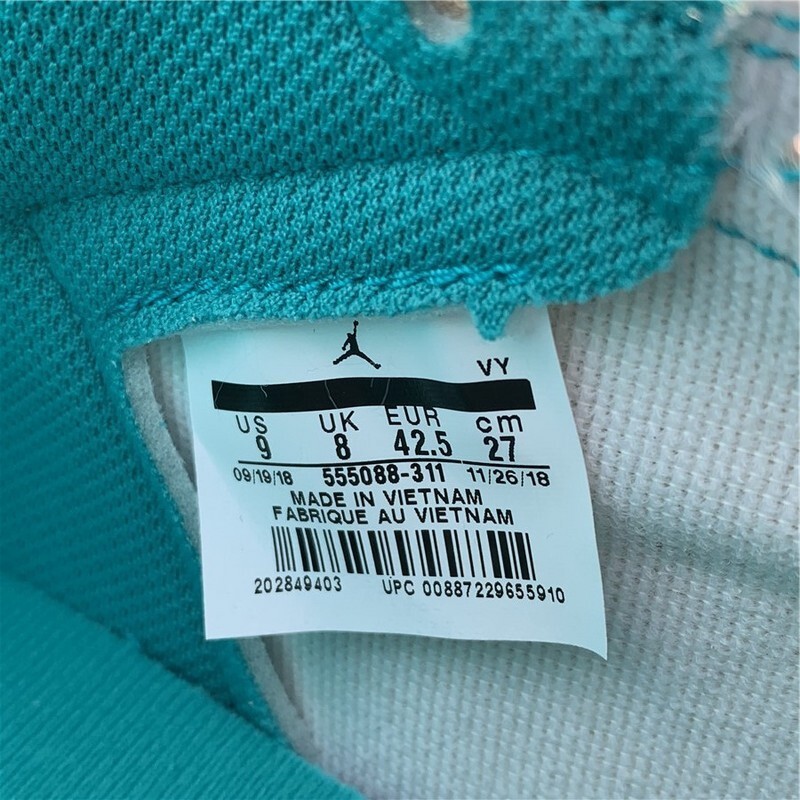 VY
US UK EUR cm
9 8 42.5 27
09/19/18 555088-311 11/26/18
MADE IN VIETNAM
FABRIQUE AU VIETNAM
202849403 UPC 00887229655910